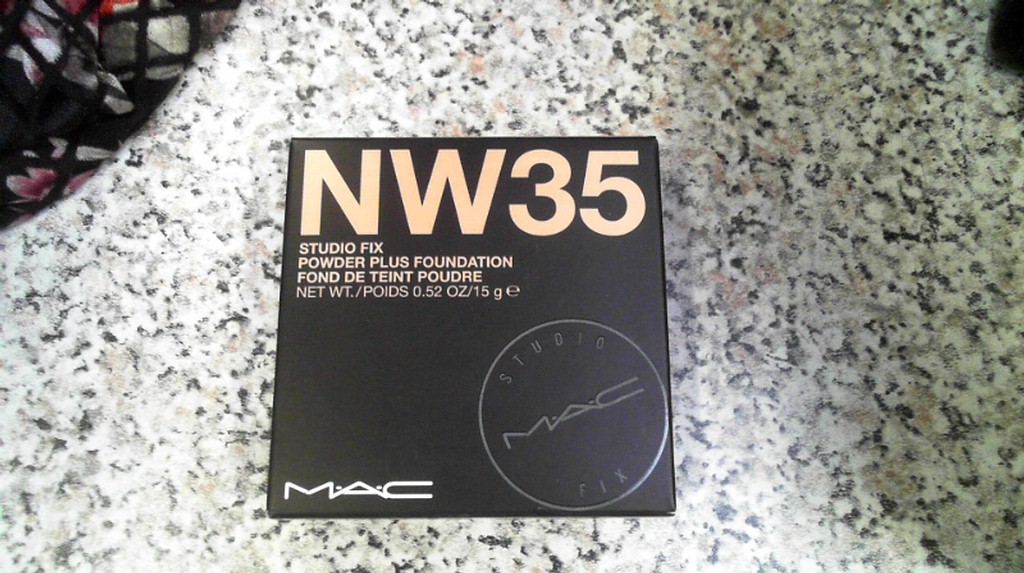 NW35
STUDIO FIX
POWDER PLUS FOUNDATION
FOND DE TEINT POUDRE
NET WT./POIDS 0.52 OZ/15 g ℮
STUDIO
M·A·C
FIX
M·A·C